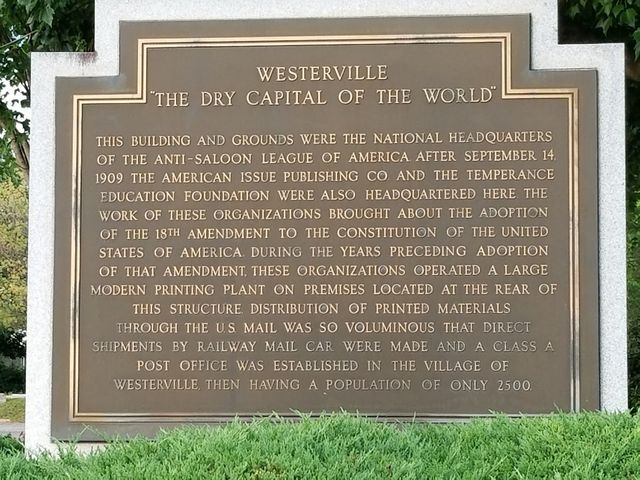 WESTERVILLE
"THE DRY CAPITAL OF THE WORLD"
THIS BUILDING AND GROUNDS WERE THE NATIONAL HEADQUARTERS
OF THE ANTI-SALOON LEAGUE OF AMERICA AFTER SEPTEMBER 14,
1909 THE AMERICAN ISSUE PUBLISHING CO. AND THE TEMPERANCE
EDUCATION FOUNDATION WERE ALSO HEADQUARTERED HERE THE
WORK OF THESE ORGANIZATIONS BROUGHT ABOUT THE ADOPTION
OF THE 18TH AMENDMENT TO THE CONSTITUTION OF THE UNITED
STATES OF AMERICA. DURING THE YEARS PRECEDING ADOPTION
OF THAT AMENDMENT, THESE ORGANIZATIONS OPERATED A LARGE
MODERN PRINTING PLANT ON PREMISES LOCATED AT THE REAR OF
THIS STRUCTURE. DISTRIBUTION OF PRINTED MATERIALS
THROUGH THE U.S. MAIL WAS SO VOLUMINOUS THAT DIRECT
SHIPMENTS BY RAILWAY MAIL CAR WERE MADE AND A CLASS A
POST OFFICE WAS ESTABLISHED IN THE VILLAGE OF
WESTERVILLE, THEN HAVING A POPULATION OF ONLY 2500.